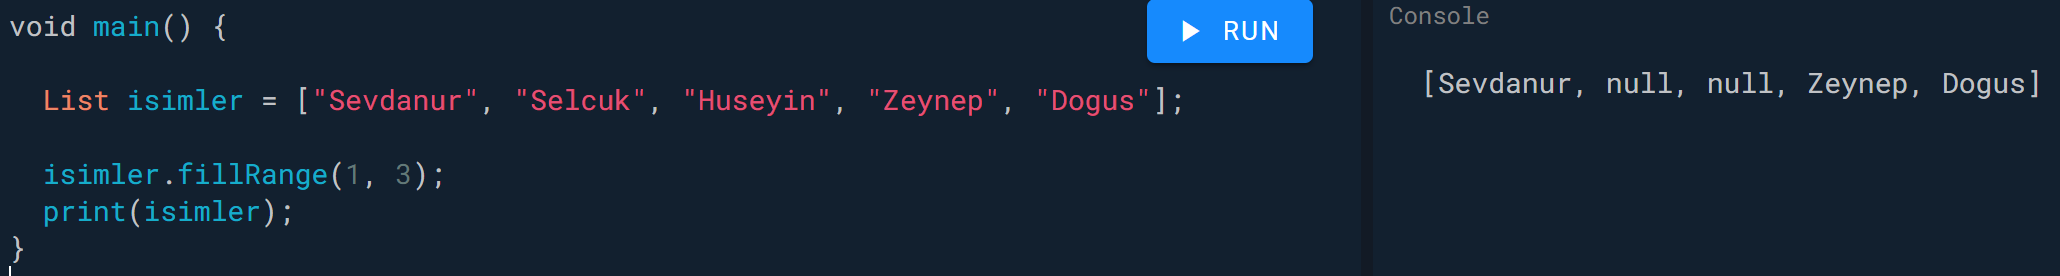 void main() {
List isimler = ["Sevdanur", "Selcuk", "Huseyin", "Zeynep", "Dogus"];
isimler.fillRange(1, 3);
print(isimler);
}
RUN
Console
[Sevdanur, null, null, Zeynep, Dogus]